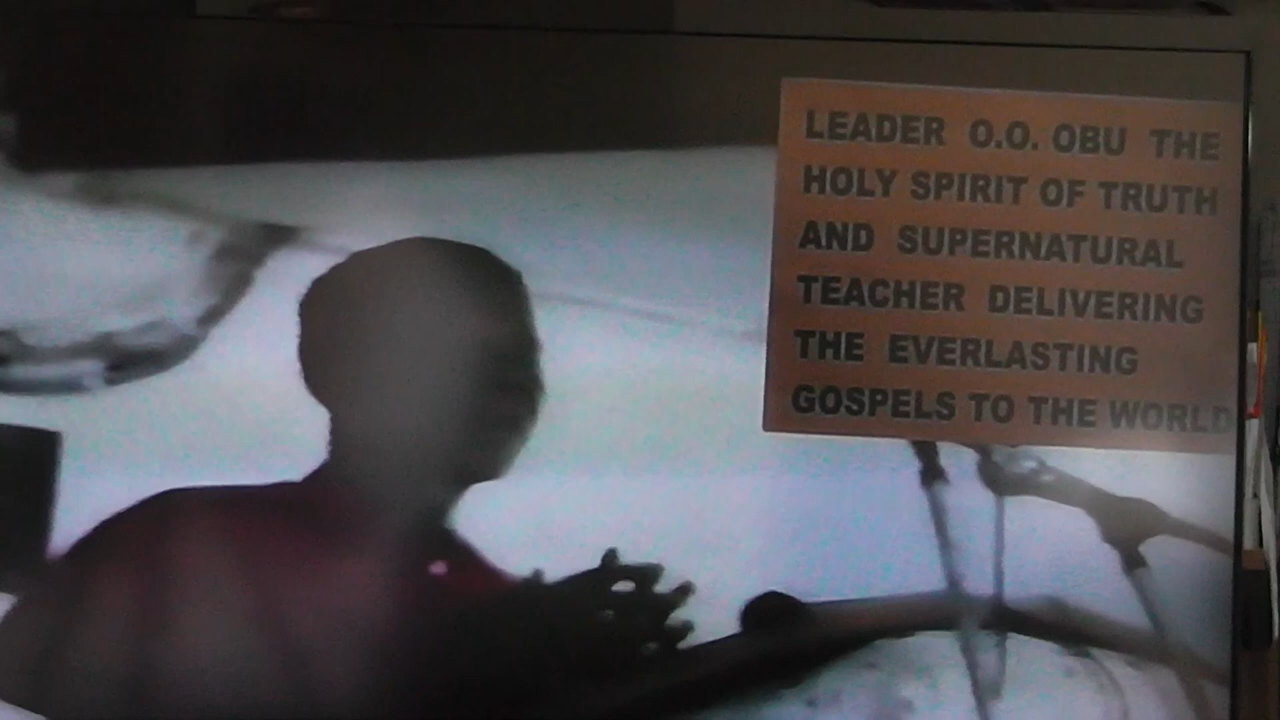 LEADER O.O. OBU THE
HOLY SPIRIT OF TRUTH
AND SUPERNATURAL
TEACHER DELIVERING
THE EVERLASTING
GOSPELS TO THE WORLD